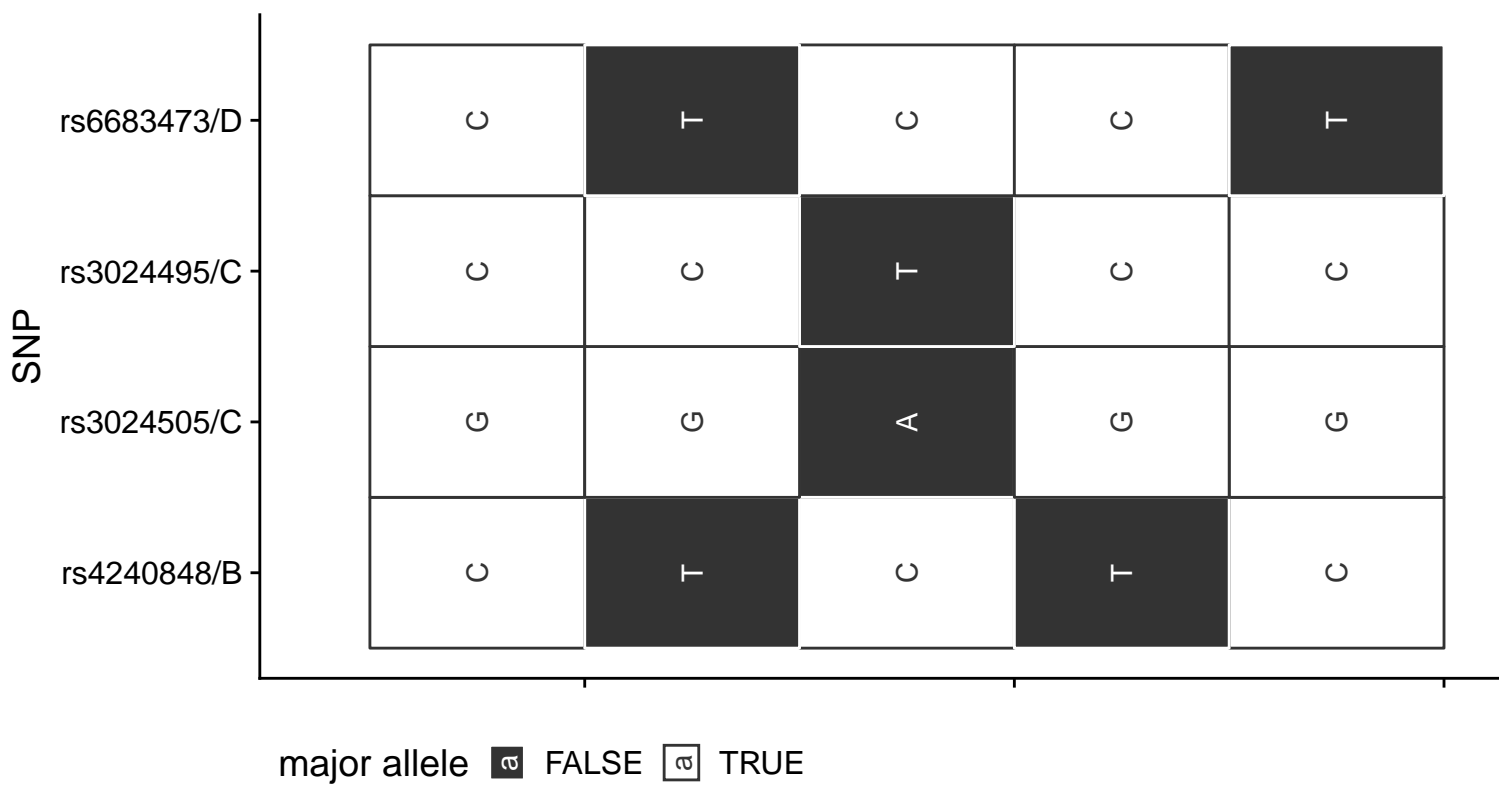 SNP
rs6683473/D C T C C T
rs3024495/C C C T C C
rs3024505/C G G A G G
rs4240848/B C T C T C
major allele a FALSE a TRUE